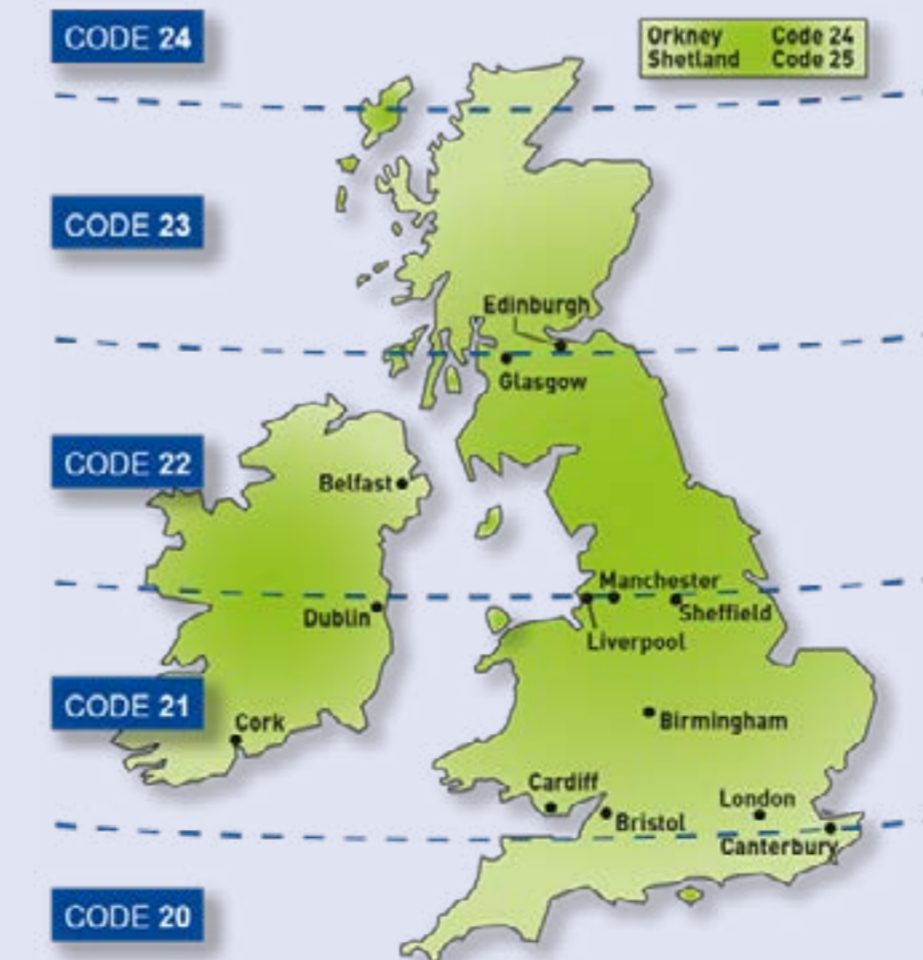 CODE 24
Orkney Code 24
Shetland Code 25
CODE 23
Edinburgh
Glasgow
CODE 22
Belfast
Manchester
Dublin
Sheffield
Liverpool
CODE 21
Cork
Birmingham
Cardiff
London
Bristol
Canterbury
CODE 20